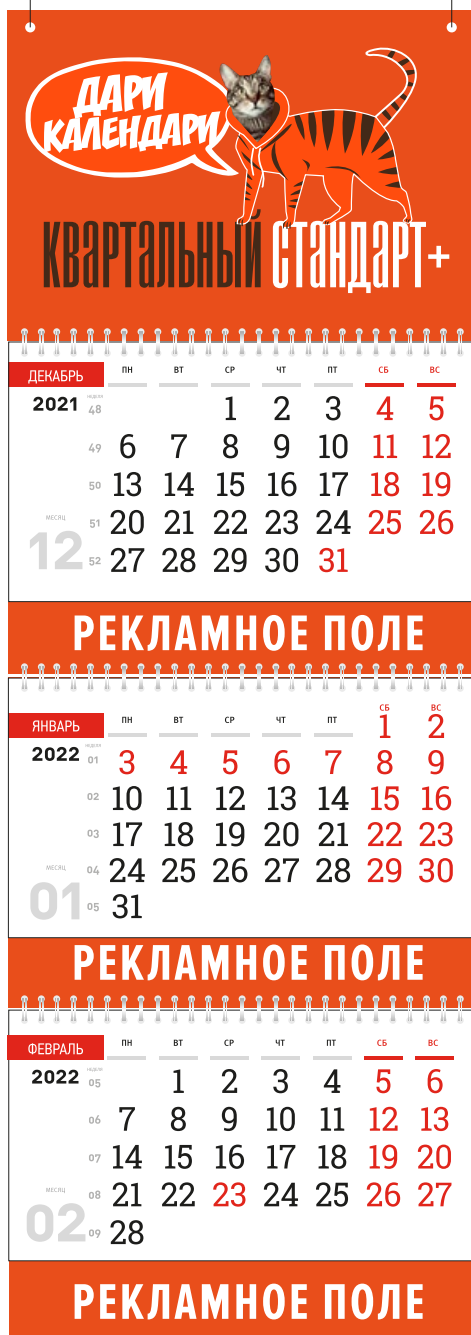 ДАРИ
КАЛЕНДАРИ
КВАРТАЛЬНЫЙ СТАНДАРТ+
ДЕКАБРЬ ПН ВТ СР ЧТ ПТ СБ ВС
2021 неделя 48 1 2 3 4 5
49 6 7 8 9 10 11 12
50 13 14 15 16 17 18 19
МЕСЯЦ 51 20 21 22 23 24 25 26
12 52 27 28 29 30 31
РЕКЛАМНОЕ ПОЛЕ
СБ ВС
ЯНВАРЬ ПН ВТ СР ЧТ ПТ 1 2
2022 неделя 01 3 4 5 6 7 8 9
02 10 11 12 13 14 15 16
03 17 18 19 20 21 22 23
МЕСЯЦ 04 24 25 26 27 28 29 30
01 05 31
РЕКЛАМНОЕ ПОЛЕ
ФЕВРАЛЬ ПН ВТ СР ЧТ ПТ СБ ВС
2022 неделя 05 1 2 3 4 5 6
06 7 8 9 10 11 12 13
07 14 15 16 17 18 19 20
МЕСЯЦ 08 21 22 23 24 25 26 27
02 09 28
РЕКЛАМНОЕ ПОЛЕ